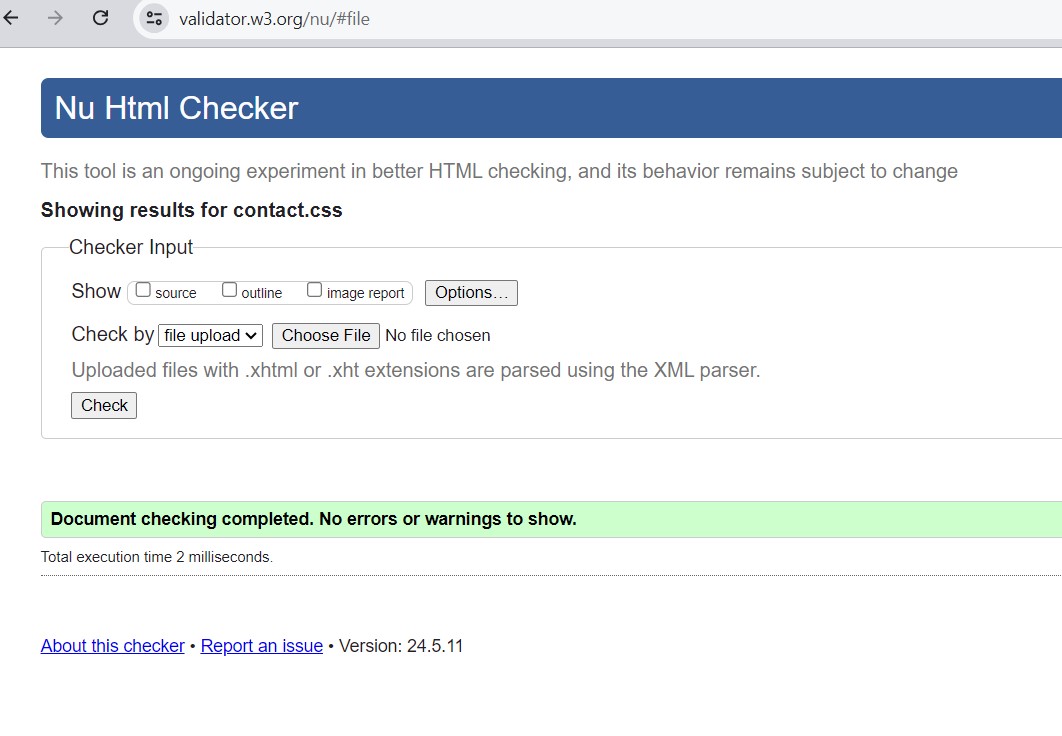 validator.w3.org/nu/#file
Nu Html Checker
This tool is an ongoing experiment in better HTML checking, and its behavior remains subject to change
Showing results for contact.css
Checker Input
Show source outline image report Options...
Check by file upload Choose File No file chosen
Uploaded files with .xhtml or .xht extensions are parsed using the XML parser.
Check
Document checking completed. No errors or warnings to show.
Total execution time 2 milliseconds.
About this checker • Report an issue • Version: 24.5.11